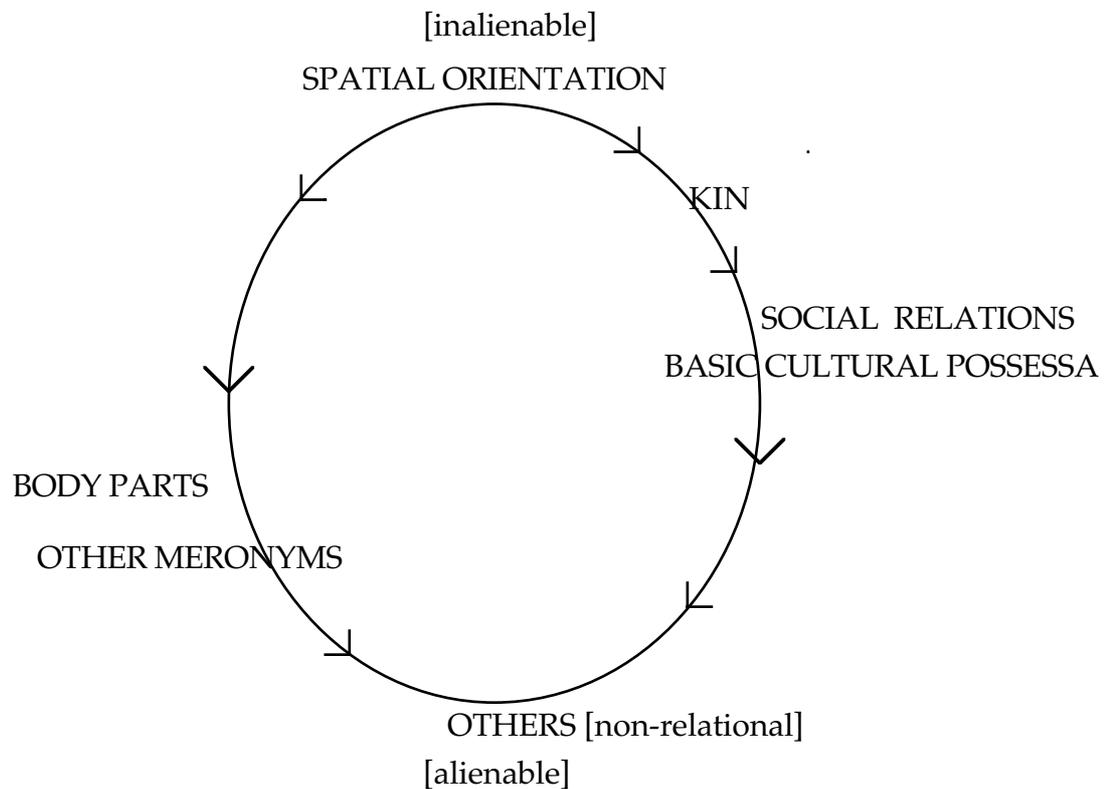 [inalienable]
SPATIAL ORIENTATION
KIN
SOCIAL RELATIONS
BASIC CULTURAL POSSESSA
BODY PARTS
OTHER MERONYMS
OTHERS [non-relational]
[alienable]